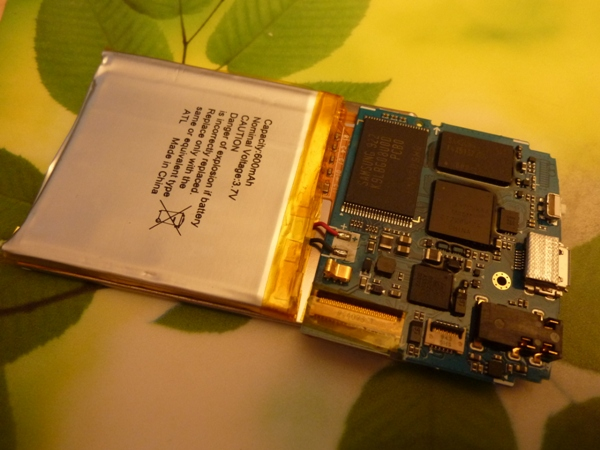 Capacity:600mAh
Nominal Voltage:3.7V
CAUTION
Danger of explosion if battery
is incorrectly replaced.
Replace only with the
same or equivalent type
ATL Made in China
SAMSUNG